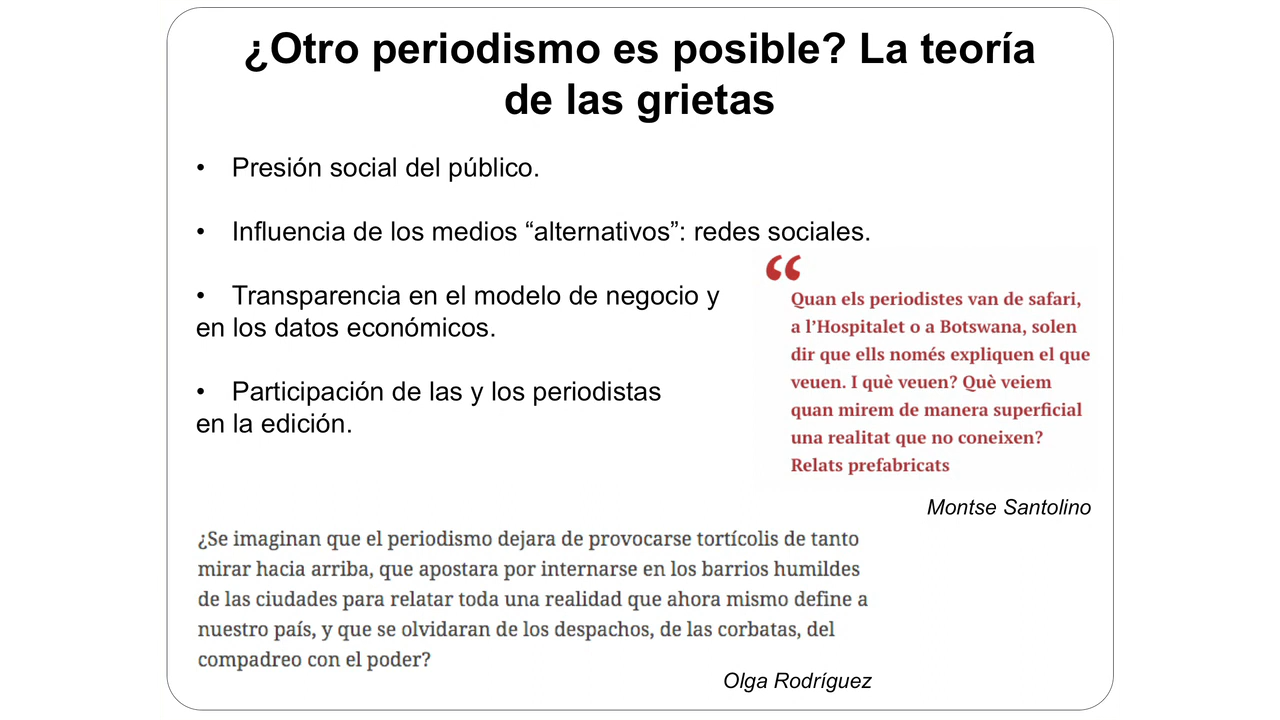 ¿Otro periodismo es posible? La teoría
de las grietas
• Presión social del público.
• Influencia de los medios “alternativos”: redes sociales.
• Transparencia en el modelo de negocio y
en los datos económicos.
• Participación de las y los periodistas
en la edición.
“
Quan els periodistes van de safari,
a l’Hospitalet o a Botswana, solen
dir que ells només expliquen el que
veuen. I què veuen? Què veiem
quan mirem de manera superficial
una realitat que no coneixen?
Relats prefabricats
Montse Santolino
¿Se imaginan que el periodismo dejara de provocarse tortícolis de tanto
mirar hacia arriba, que apostara por internarse en los barrios humildes
de las ciudades para relatar toda una realidad que ahora mismo define a
nuestro país, y que se olvidaran de los despachos, de las corbatas, del
compadreo con el poder?
Olga Rodríguez